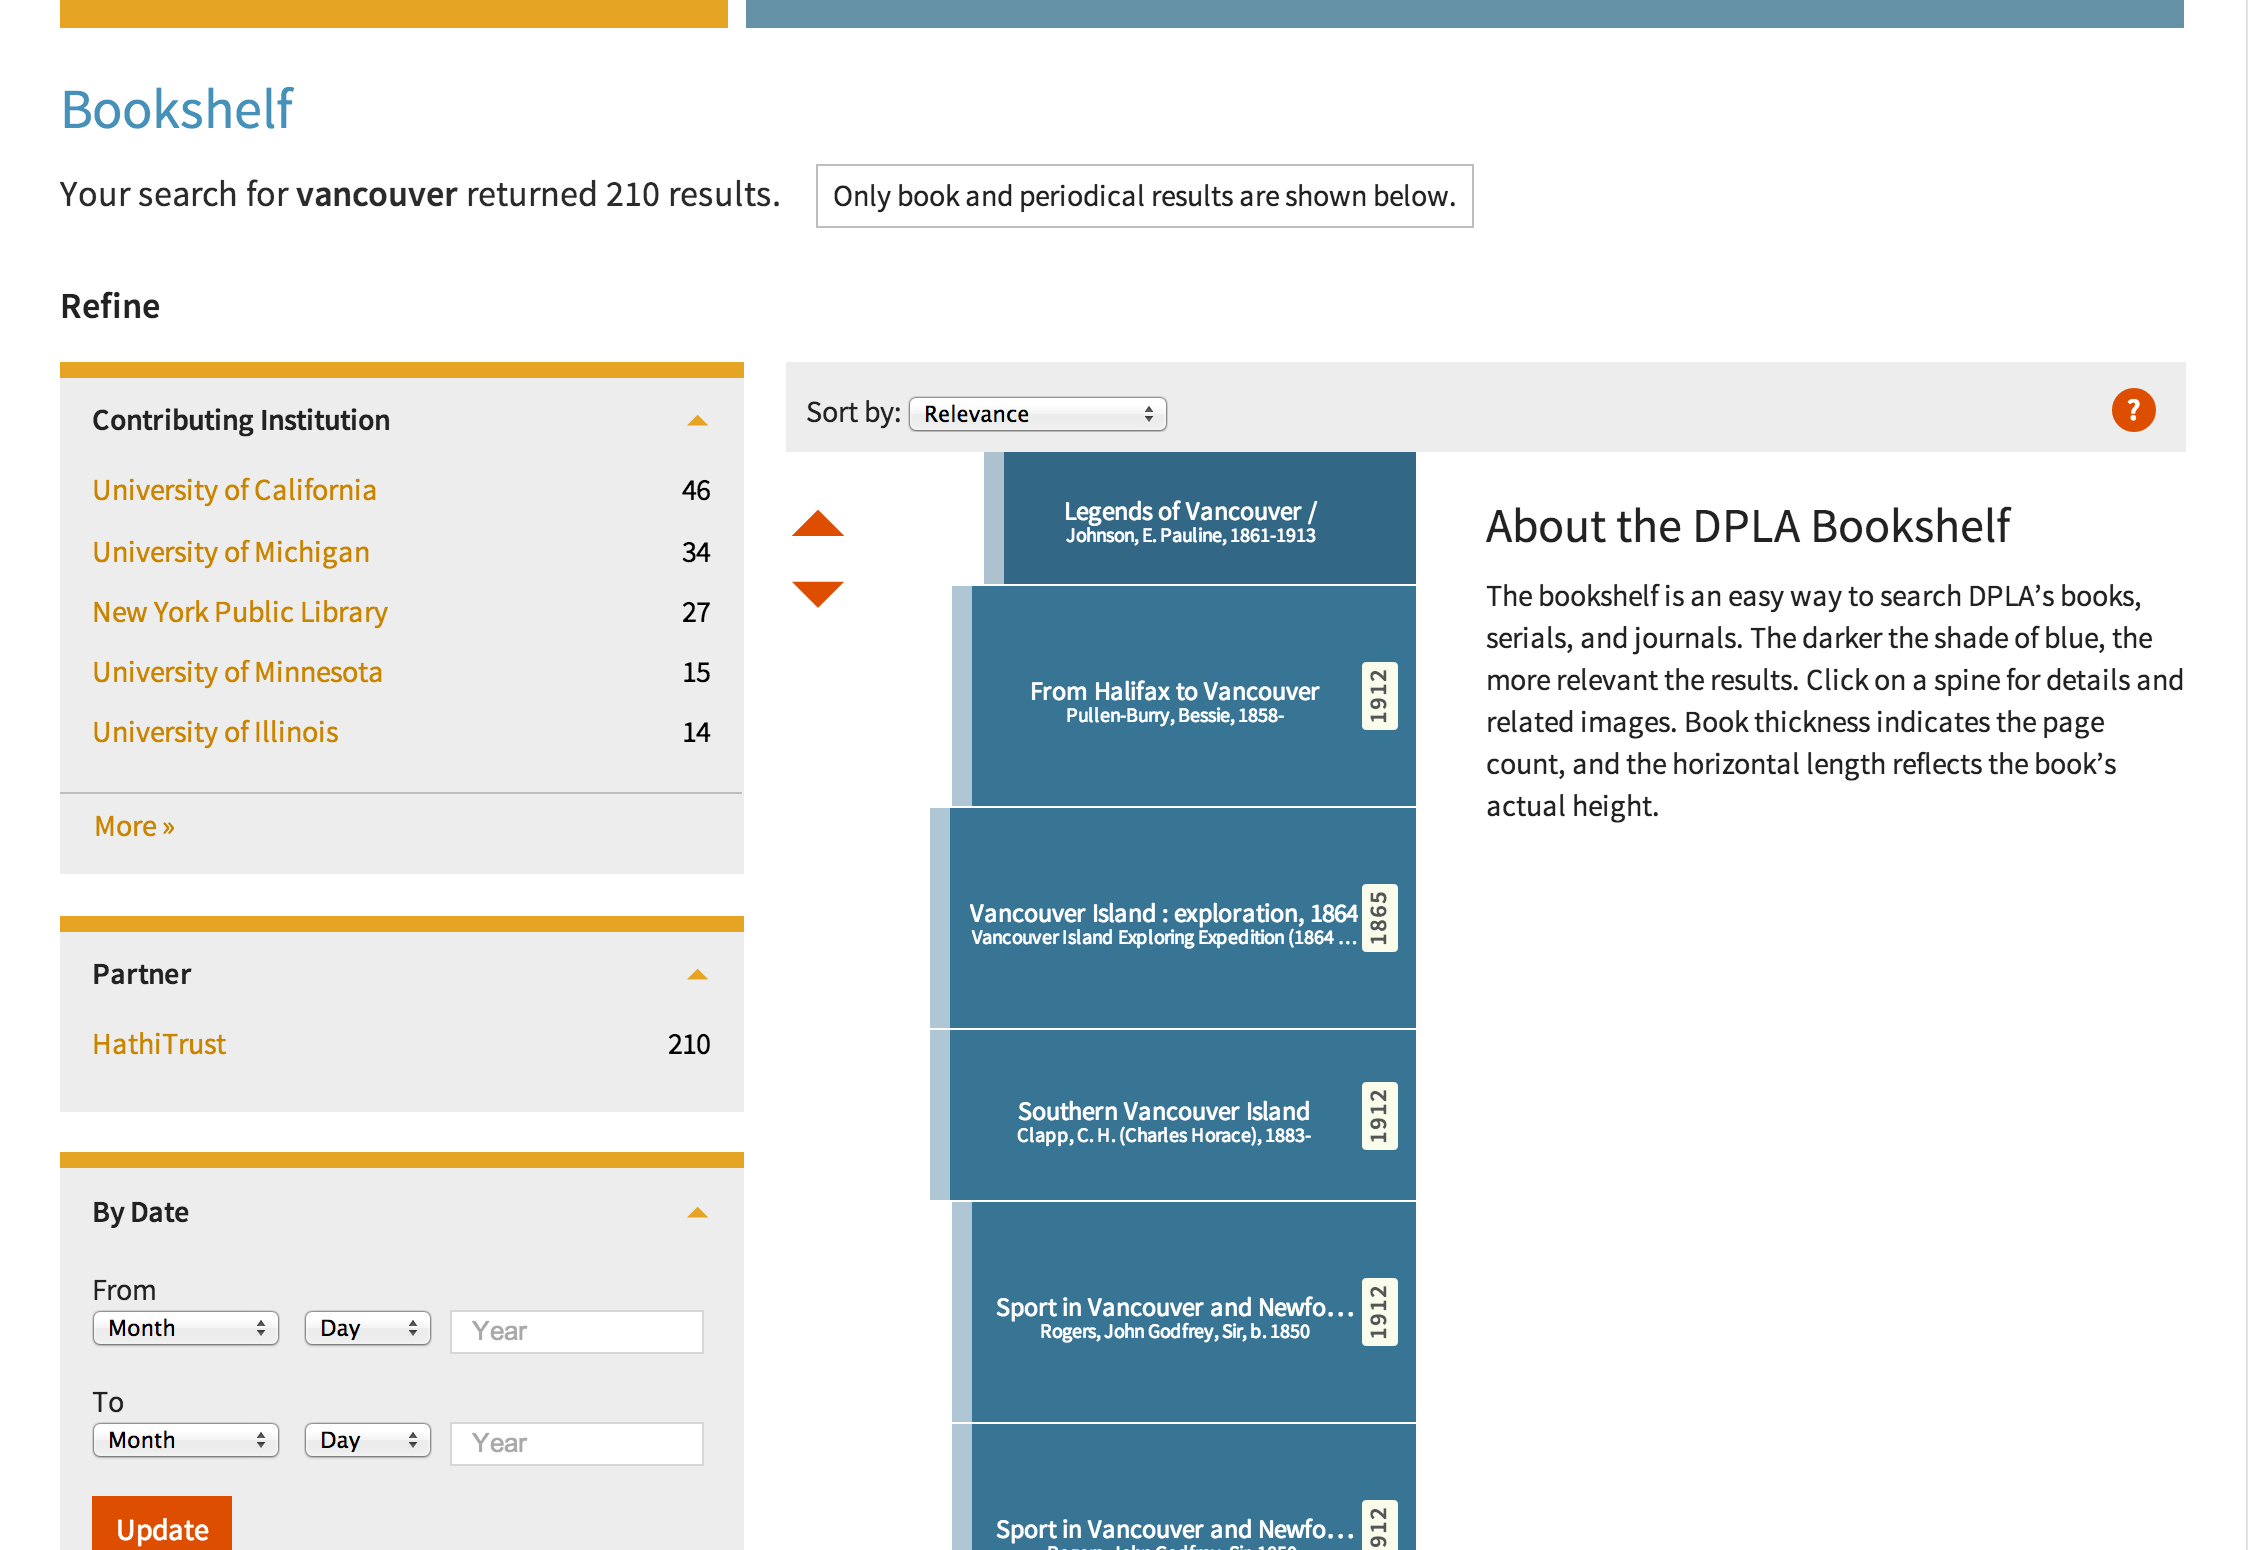 Bookshelf
Your search for vancouver returned 210 results.
Only book and periodical results are shown below.
Refine
Contributing Institution
University of California 46
University of Michigan 34
New York Public Library 27
University of Minnesota 15
University of Illinois 14
More »
Partner
HathiTrust 210
By Date
From
Month Day Year
To
Month Day Year
Update
Sort by: Relevance
?
Legends of Vancouver /
Johnson, E. Pauline, 1861-1913
From Halifax to Vancouver
Pullen-Burry, Bessie, 1858-
1912
Vancouver Island : exploration, 1864
Vancouver Island Exploring Expedition (1864 ...
1865
Southern Vancouver Island
Clapp, C. H. (Charles Horace), 1883-
1912
Sport in Vancouver and Newfo...
Rogers, John Godfrey, Sir, b. 1850
1912
Sport in Vancouver and Newfo...
About the DPLA Bookshelf
The bookshelf is an easy way to search DPLA’s books,
serials, and journals. The darker the shade of blue, the
more relevant the results. Click on a spine for details and
related images. Book thickness indicates the page
count, and the horizontal length reflects the book’s
actual height.